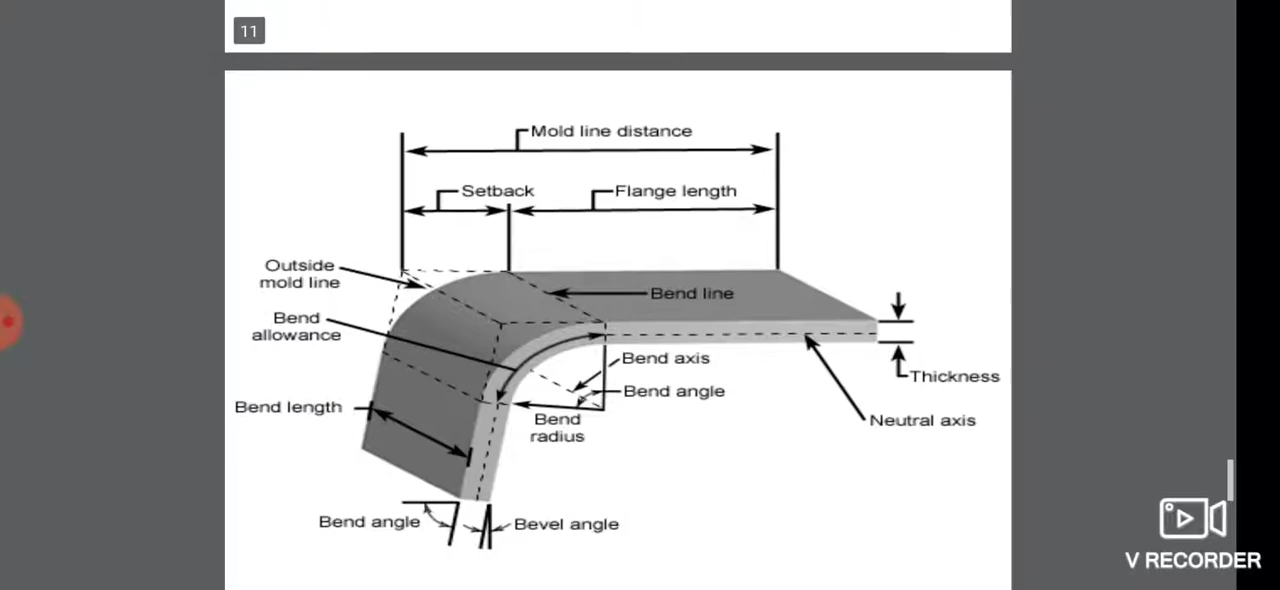 11
Mold line distance
Setback
Flange length
Outside
mold line
Bend line
Bend
allowance
Bend axis
Thickness
Bend angle
Bend length
Bend
radius
Neutral axis
Bend angle
Bevel angle
V RECORDER